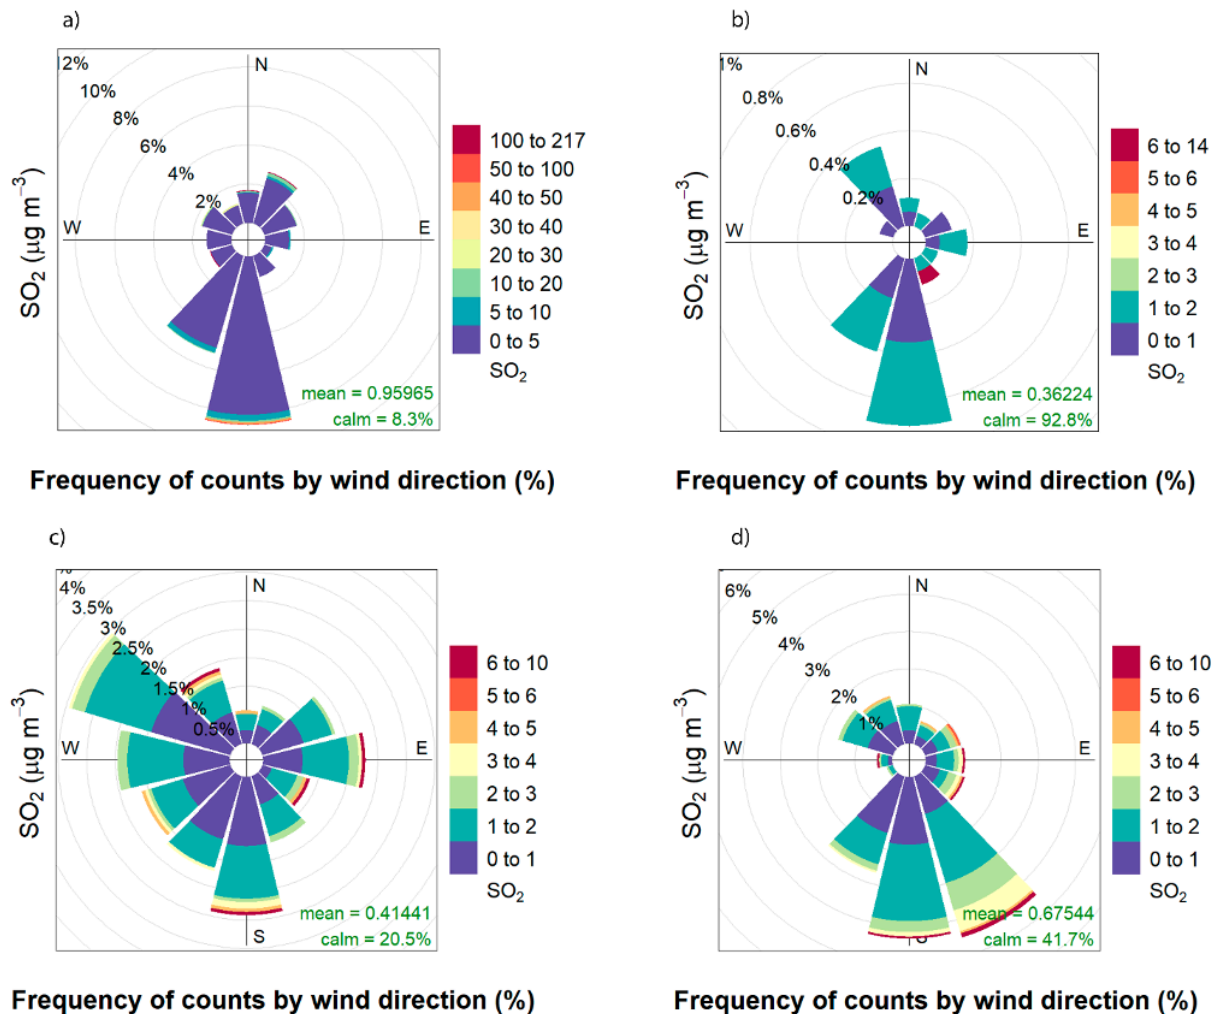 a)
12%
10%
8%
6%
4%
2%
N
W
E
SO2 (μg m−3)
100 to 217
50 to 100
40 to 50
30 to 40
20 to 30
10 to 20
5 to 10
0 to 5
SO2
mean = 0.95965
calm = 8.3%
Frequency of counts by wind direction (%)
b)
1%
0.8%
0.6%
0.4%
0.2%
N
W
E
SO2 (μg m−3)
6 to 14
5 to 6
4 to 5
3 to 4
2 to 3
1 to 2
0 to 1
SO2
mean = 0.36224
calm = 92.8%
Frequency of counts by wind direction (%)
c)
4%
3.5%
3%
2.5%
2%
1.5%
1%
0.5%
N
W
E
S
SO2 (μg m−3)
6 to 10
5 to 6
4 to 5
3 to 4
2 to 3
1 to 2
0 to 1
SO2
mean = 0.41441
calm = 20.5%
Frequency of counts by wind direction (%)
d)
6%
5%
4%
3%
2%
1%
N
W
E
SO2 (μg m−3)
6 to 10
5 to 6
4 to 5
3 to 4
2 to 3
1 to 2
0 to 1
SO2
mean = 0.67544
calm = 41.7%
Frequency of counts by wind direction (%)